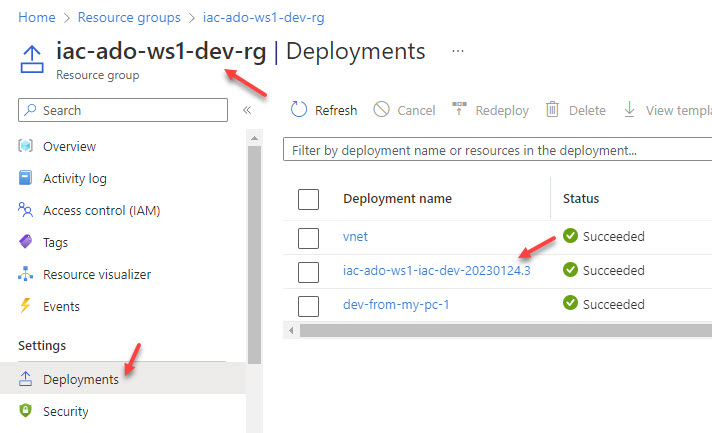 Home > Resource groups > iac-ado-ws1-dev-rg
iac-ado-ws1-dev-rg | Deployments ...
Resource group
Search «
Refresh Cancel Redeploy Delete View templa
Overview
Activity log
Access control (IAM)
Tags
Resource visualizer
Events
Settings
Deployments
Security
Filter by deployment name or resources in the deployment...
Deployment name Status
vnet Succeeded
iac-ado-ws1-iac-dev-20230124.3 Succeeded
dev-from-my-pc-1 Succeeded